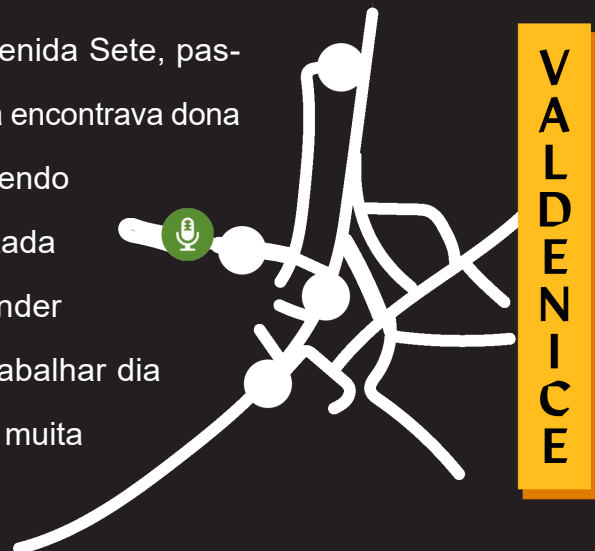 enida Sete, pas-
encontrava dona
endo
ada
nder
abalhar dia
muita
VALDENICE